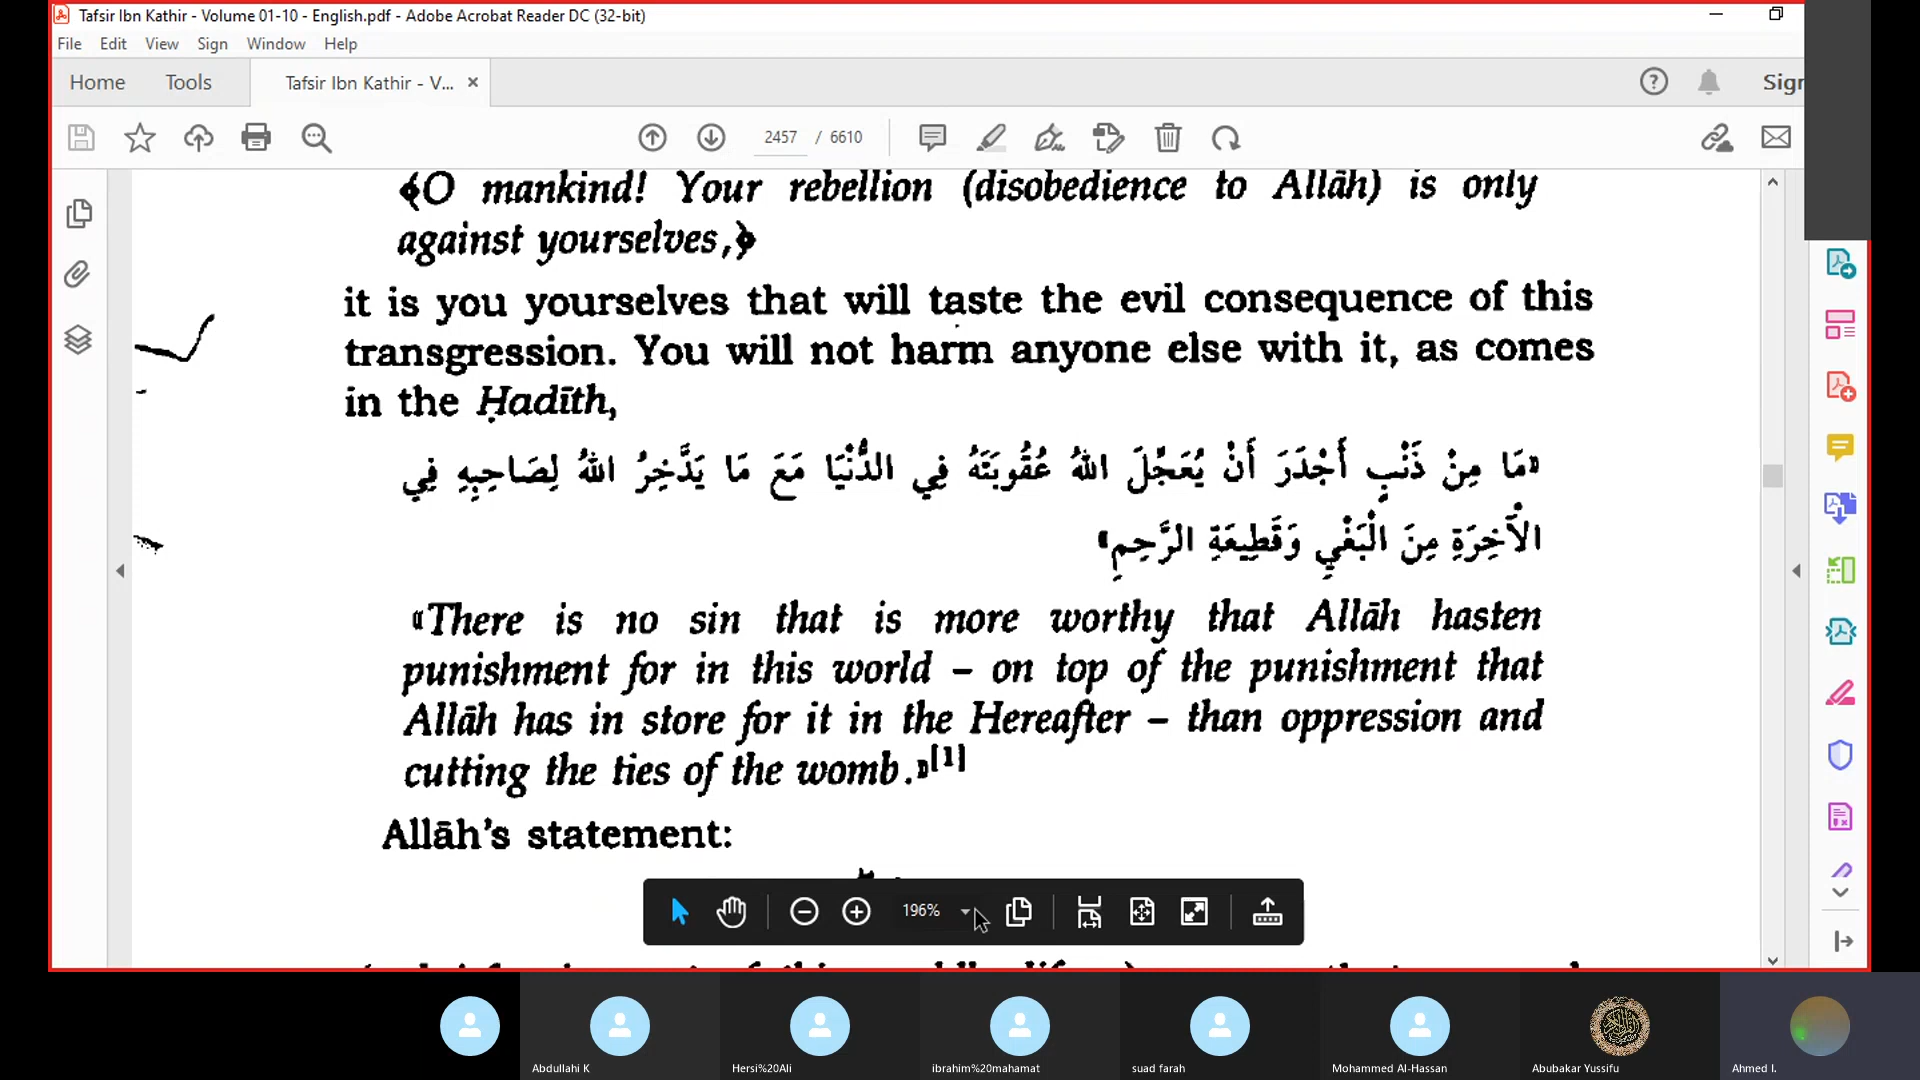 Tafsir Ibn Kathir - Volume 01-10 - English.pdf - Adobe Acrobat Reader DC (32-bit)
File Edit View Sign Window Help
Home Tools Tafsir Ibn Kathir - V... × Sign
2457 / 6610
﴾O mankind! Your rebellion (disobedience to Allāh) is only
against yourselves,﴿
it is you yourselves that will taste the evil consequence of this
transgression. You will not harm anyone else with it, as comes
in the Ḥadīth,
«مَا مِنْ ذَنْبٍ أَجْدَرَ أَنْ يُعَجِّلَ اللهُ عُقُوبَتَهُ فِي الدُّنْيَا مَعَ مَا يَدَّخِرُ اللهُ لِصَاحِبِهِ فِي
الْآخِرَةِ مِنَ الْبَغْيِ وَقَطِيعَةِ الرَّحِمِ»
«There is no sin that is more worthy that Allāh hasten
punishment for in this world – on top of the punishment that
Allāh has in store for it in the Hereafter – than oppression and
cutting the ties of the womb.»[1]
Allāh's statement:
196%
Abdullahi K Hersi%20Ali ibrahim%20mahamat suad farah Mohammed Al-Hassan Abubakar Yussifu Ahmed I.